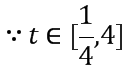 ∵ t ∈ [1/4, 4]